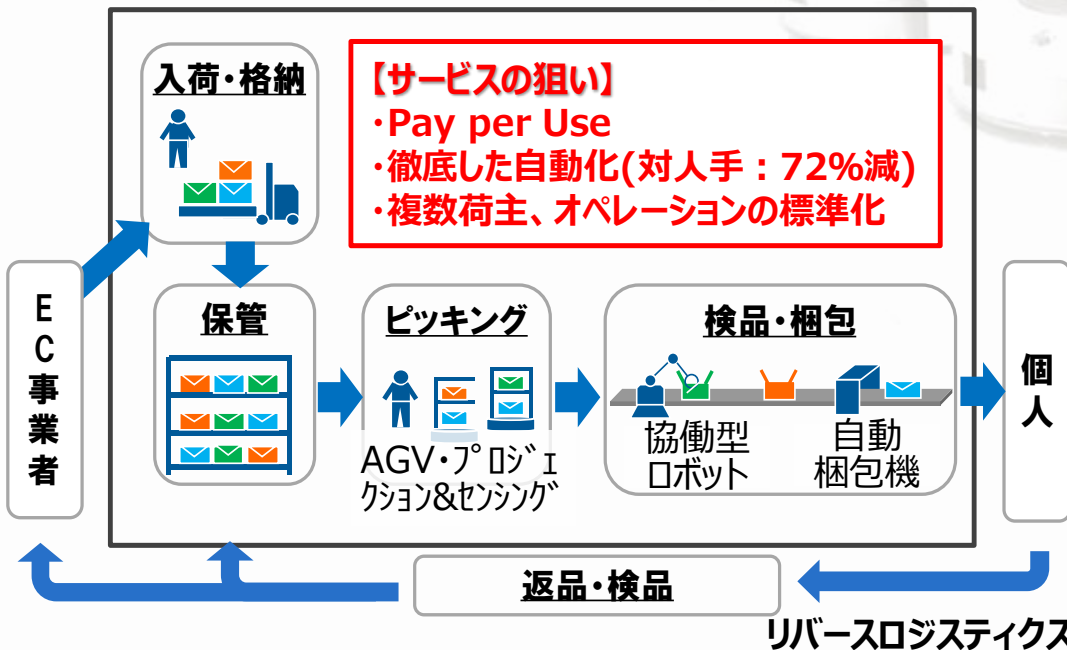 入荷・格納
【サービスの狙い】
・Pay per Use
・徹底した自動化(対人手：72%減)
・複数荷主、オペレーションの標準化
EC事業者
保管
ピッキング
AGV・プロジェ
クション&センシング
検品・梱包
協働型
ロボット
自動
梱包機
個人
返品・検品
リバースロジスティクス